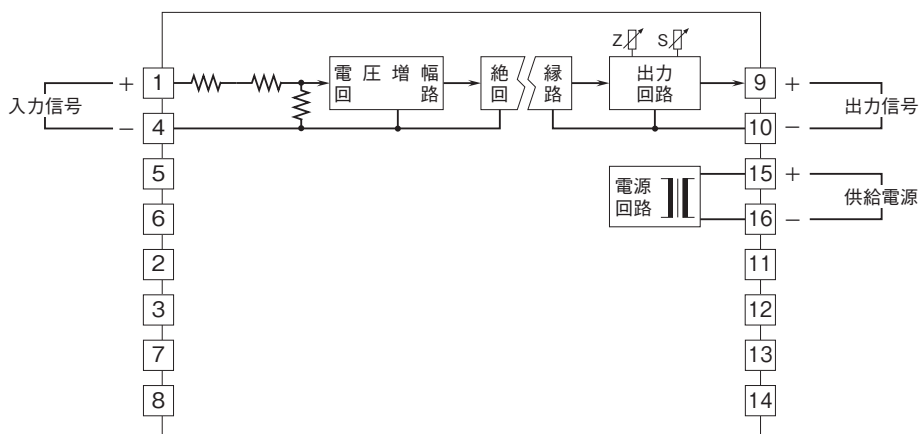 Z S
電圧増幅
回路
絶縁
回路
出力
回路
+ 1
入力信号
− 4
9 +
出力信号
10 −
5
15 +
電源
回路
供給電源
6
16 −
2
11
3
12
7
13
8
14